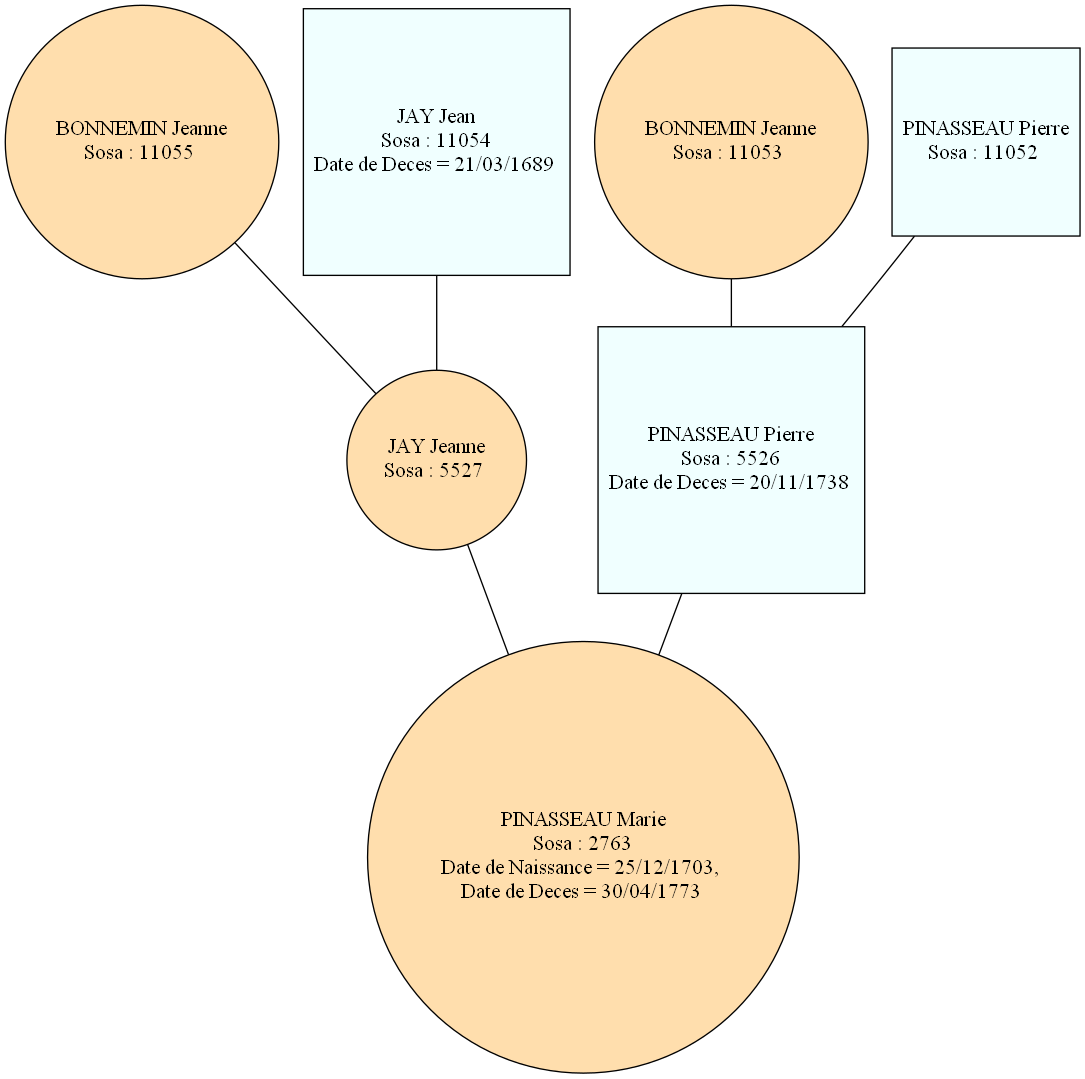 BONNEMIN Jeanne
Sosa : 11055
JAY Jean
Sosa : 11054
Date de Deces = 21/03/1689
BONNEMIN Jeanne
Sosa : 11053
PINASSEAU Pierre
Sosa : 11052
JAY Jeanne
Sosa : 5527
PINASSEAU Pierre
Sosa : 5526
Date de Deces = 20/11/1738
PINASSEAU Marie
Sosa : 2763
Date de Naissance = 25/12/1703,
Date de Deces = 30/04/1773